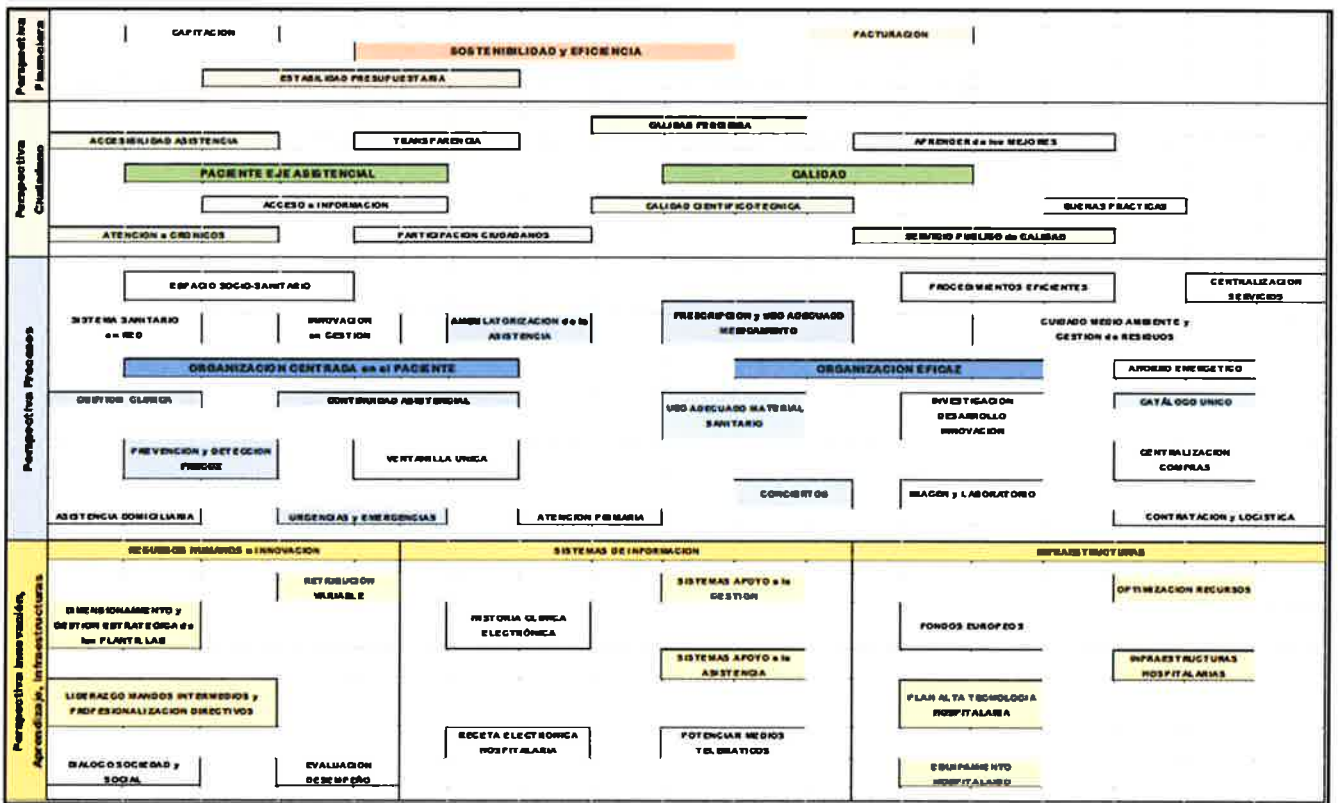 Perspectiva
Financiera
CAPITACION
FACTURACION
SOSTENIBILIDAD y EFICIENCIA
ESTABILIDAD PRESUPUESTARIA
Perspectiva
Ciudadano
CALIDAD PERCIBIDA
ACCESIBILIDAD ASISTENCIA
TRANSPARENCIA
APRENDER de los MEJORES
PACIENTE EJE ASISTENCIAL
CALIDAD
ACCESO a INFORMACION
CALIDAD CIENTIFICO-TECNICA
BUENAS PRACTICAS
ATENCION a CRONICOS
PARTICIPACION CIUDADANOS
SERVICIO PUBLICO de CALIDAD
Perspectiva Procesos
ESPACIO SOCIO-SANITARIO
PROCEDIMIENTOS EFICIENTES
CENTRALIZACION
SERVICIOS
SISTEMA SANITARIO
en RED
INNOVACION
en GESTION
AMBULATORIZACION de la
ASISTENCIA
PRESCRIPCION y USO ADECUADO
MEDICAMENTO
CUIDADO MEDIO AMBIENTE y
GESTION de RESIDUOS
ORGANIZACION CENTRADA en el PACIENTE
ORGANIZACION EFICAZ
AHORRO ENERGETICO
GESTION CLINICA
CONTINUIDAD ASISTENCIAL
USO ADECUADO MATERIAL
SANITARIO
INVESTIGACION
DESARROLLO
INNOVACION
CATÁLOGO UNICO
PREVENCION y DETECCION
PRECOZ
VENTANILLA UNICA
CENTRALIZACION
COMPRAS
CONCIERTOS
IMAGEN y LABORATORIO
ASISTENCIA DOMICILIARIA
URGENCIAS y EMERGENCIAS
ATENCION PRIMARIA
CONTRATACION y LOGISTICA
Perspectiva Innovación,
Aprendizaje, Infraestructuras
RECURSOS HUMANOS e INNOVACION
SISTEMAS DE INFORMACION
INFRAESTRUCTURAS
RETRIBUCIÓN
VARIABLE
SISTEMAS APOYO a la
GESTION
OPTIMIZACION RECURSOS
DIMENSIONAMIENTO y
GESTION ESTRATEGICA de
las PLANTILLAS
HISTORIA CLINICA
ELECTRÓNICA
FONDOS EUROPEOS
SISTEMAS APOYO a la
ASISTENCIA
INFRAESTRUCTURAS
HOSPITALARIAS
LIDERAZGO MANDOS INTERMEDIOS y
PROFESIONALIZACION DIRECTIVOS
PLAN ALTA TECNOLOGIA
HOSPITALARIA
RECETA ELECTRÓNICA
HOSPITALARIA
POTENCIAR MEDIOS
TELEMATICOS
DIALOGO SOCIEDAD y
SOCIAL
EVALUACION
DESEMPEÑO
EQUIPAMIENTO
HOSPITALARIO